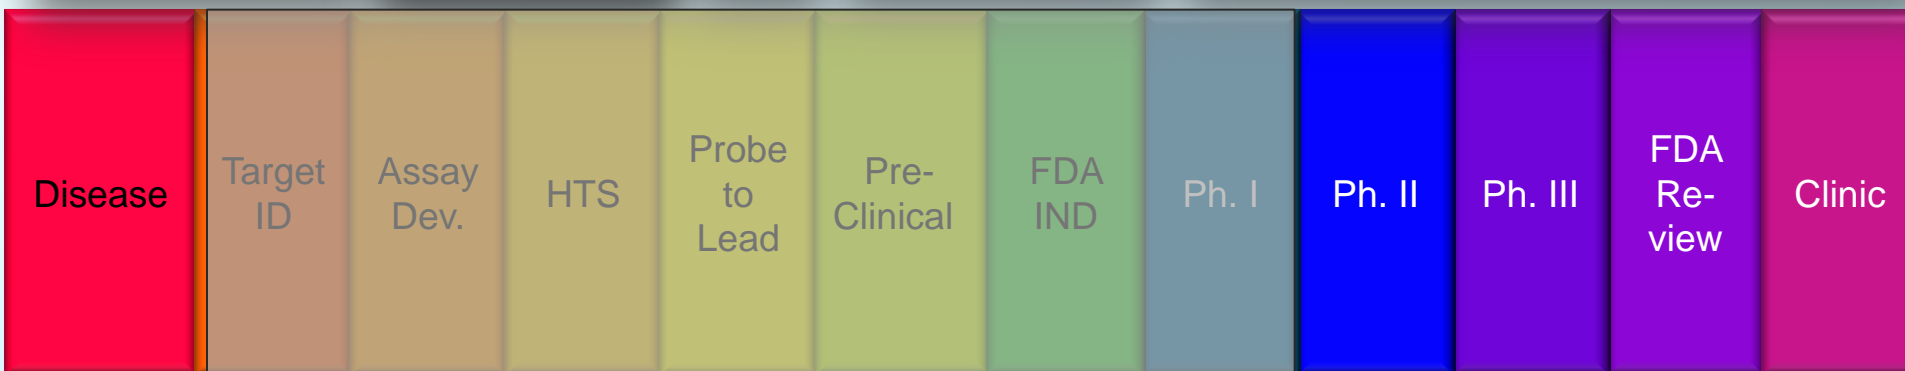 Disease
Target
ID
Assay
Dev.
HTS
Probe
to
Lead
Pre-
Clinical
FDA
IND
Ph. I
Ph. II
Ph. III
FDA
Re-
view
Clinic